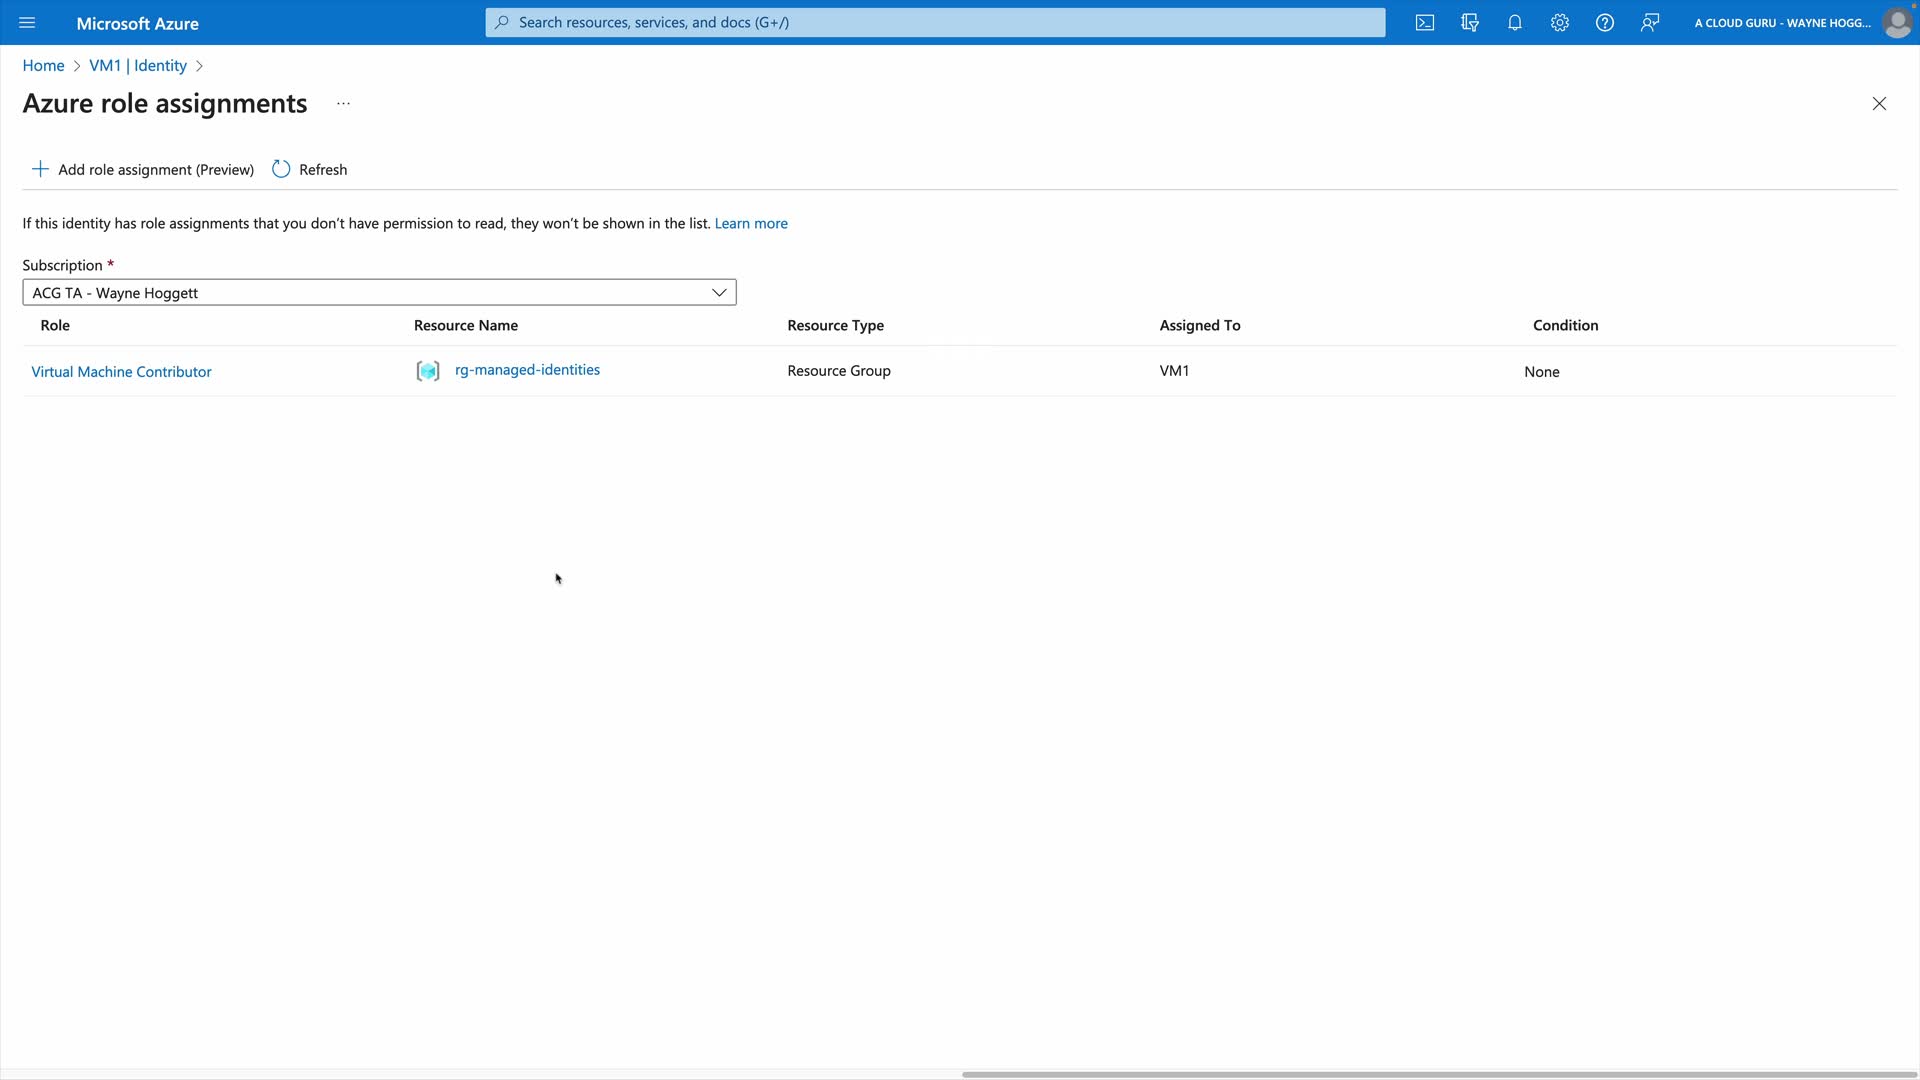 Microsoft Azure
Search resources, services, and docs (G+/)
A CLOUD GURU - WAYNE HOGG...
Home > VM1 | Identity >
Azure role assignments ...
Add role assignment (Preview)
Refresh
If this identity has role assignments that you don't have permission to read, they won't be shown in the list. Learn more
Subscription *
ACG TA - Wayne Hoggett
Role Resource Name Resource Type Assigned To Condition
Virtual Machine Contributor rg-managed-identities Resource Group VM1 None